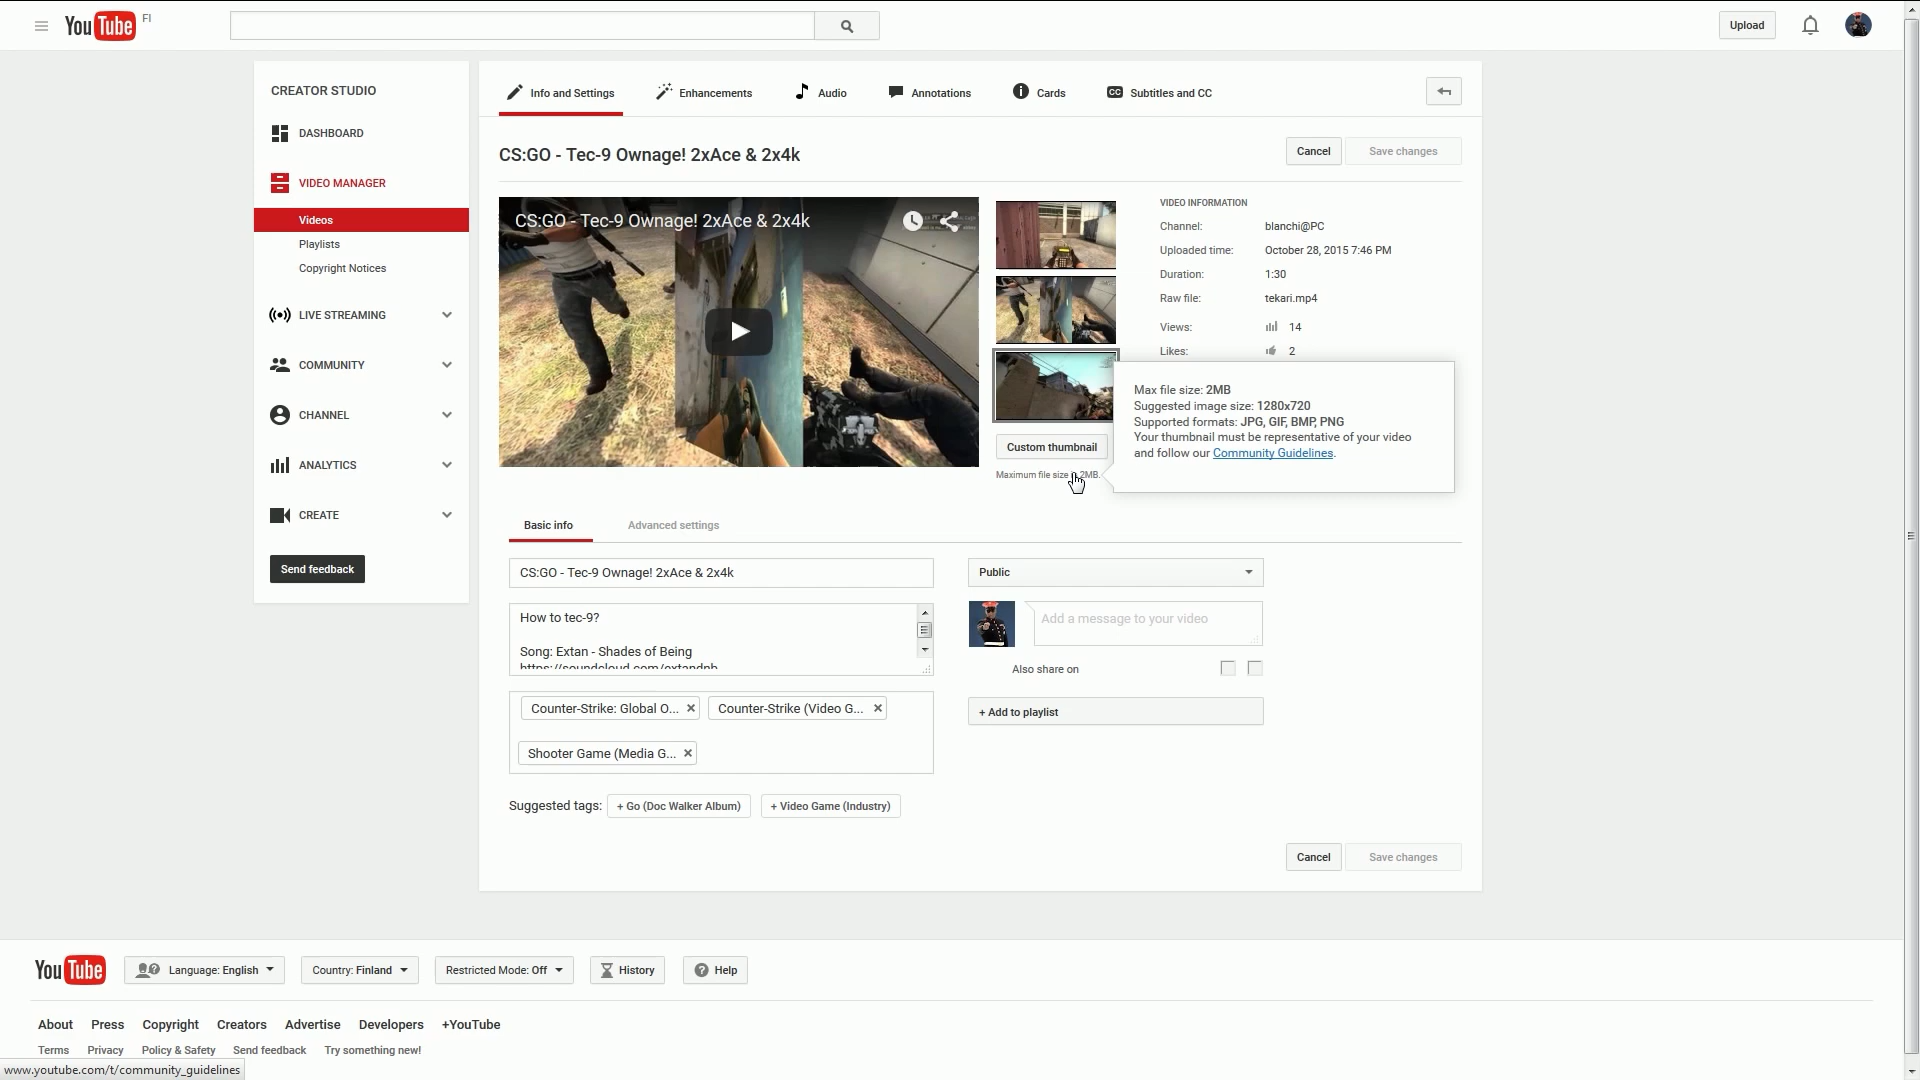 YouTube FI
Upload
CREATOR STUDIO
DASHBOARD
VIDEO MANAGER
Videos
Playlists
Copyright Notices
LIVE STREAMING
COMMUNITY
CHANNEL
ANALYTICS
CREATE
Send feedback
Info and Settings
Enhancements
Audio
Annotations
Cards
CC Subtitles and CC
CS:GO - Tec-9 Ownage! 2xAce & 2x4k
Cancel
Save changes
CS:GO - Tec-9 Ownage! 2xAce & 2x4k
VIDEO INFORMATION
Channel: blanchi@PC
Uploaded time: October 28, 2015 7:46 PM
Duration: 1:30
Raw file: tekari.mp4
Views: 14
Likes: 2
Max file size: 2MB
Suggested image size: 1280x720
Supported formats: JPG, GIF, BMP, PNG
Your thumbnail must be representative of your video
and follow our Community Guidelines.
Custom thumbnail
Maximum file size 2MB.
Basic info
Advanced settings
CS:GO - Tec-9 Ownage! 2xAce & 2x4k
How to tec-9?
Song: Extan - Shades of Being
https://soundcloud.com/extandnb
Counter-Strike: Global O...
Counter-Strike (Video G...
Shooter Game (Media G...
Suggested tags: + Go (Doc Walker Album) + Video Game (Industry)
Public
Add a message to your video
Also share on
+ Add to playlist
Cancel
Save changes
YouTube
Language: English
Country: Finland
Restricted Mode: Off
History
Help
About Press Copyright Creators Advertise Developers +YouTube
Terms Privacy Policy & Safety Send feedback Try something new!
www.youtube.com/t/community_guidelines